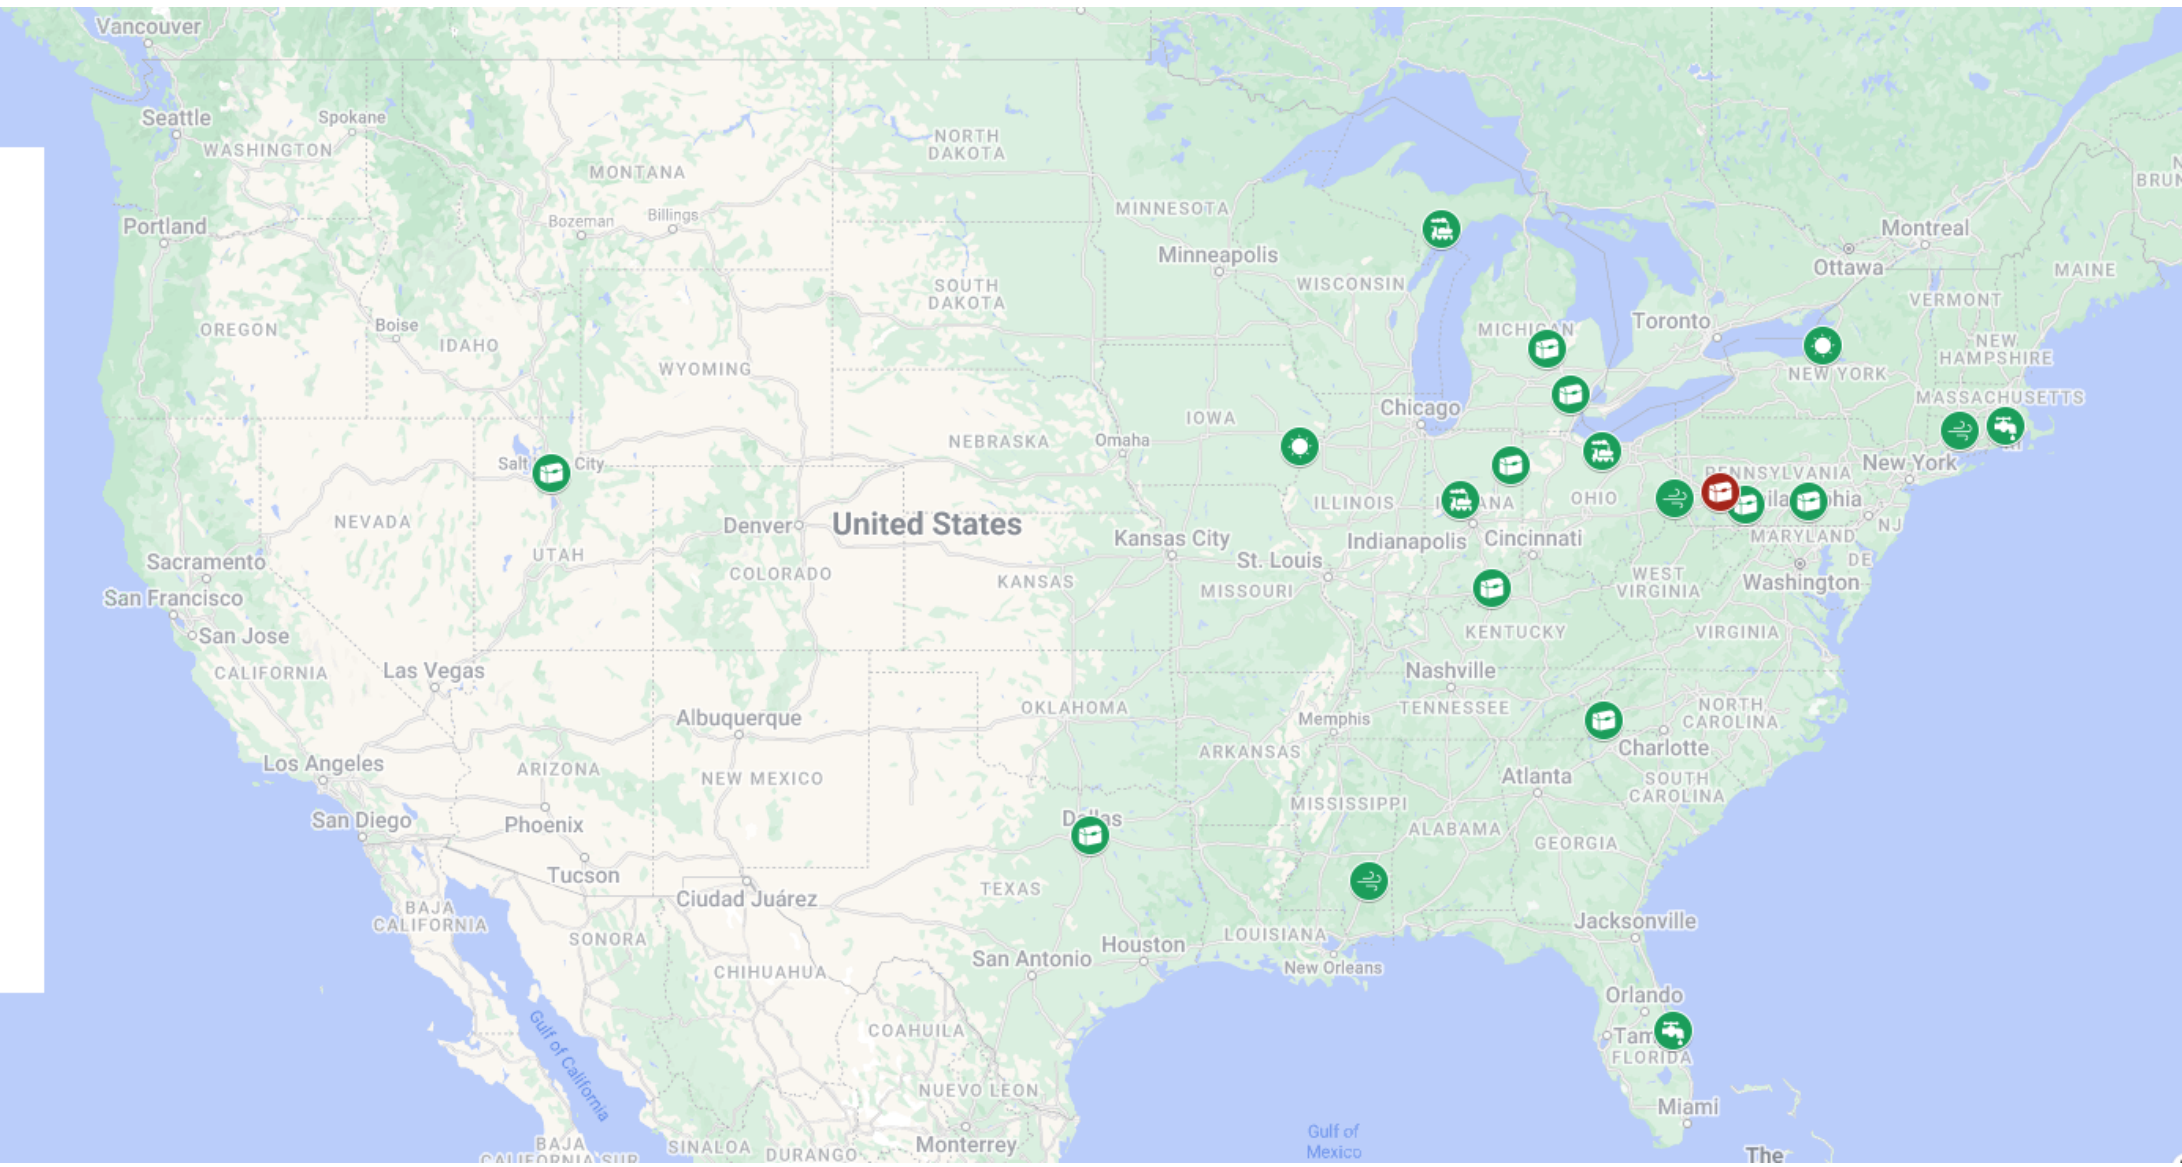 Vancouver
Seattle
Spokane
WASHINGTON
NORTH
DAKOTA
MONTANA
MINNESOTA
Portland
Bozeman
Billings
Montreal
Minneapolis
Ottawa
MAINE
SOUTH
DAKOTA
WISCONSIN
VERMONT
OREGON
Boise
IDAHO
MICHIGAN
Toronto
NEW
HAMPSHIRE
WYOMING
NEW YORK
MASSACHUSETTS
Chicago
IOWA
NEBRASKA
Omaha
Salt
City
PENNSYLVANIA
New York
NEVADA
ILLINOIS
OHIO
Denver
United States
NJ
Kansas City
Indianapolis
Cincinnati
MARYLAND
Sacramento
UTAH
St. Louis
DE
COLORADO
KANSAS
MISSOURI
WEST
VIRGINIA
Washington
San Francisco
San Jose
KENTUCKY
VIRGINIA
CALIFORNIA
Las Vegas
Nashville
OKLAHOMA
TENNESSEE
NORTH
CAROLINA
Albuquerque
Memphis
Charlotte
ARKANSAS
Los Angeles
ARIZONA
NEW MEXICO
Atlanta
SOUTH
CAROLINA
MISSISSIPPI
San Diego
Phoenix
Dallas
ALABAMA
GEORGIA
Tucson
TEXAS
Ciudad Juárez
BAJA
CALIFORNIA
SONORA
Jacksonville
LOUISIANA
Houston
San Antonio
New Orleans
CHIHUAHUA
Orlando
Gulf of California
COAHUILA
Tam
FLORIDA
NUEVO LEON
Miami
Gulf of
Mexico
Monterrey
BAJA
CALIFORNIA SUR
SINALOA
DURANGO
The